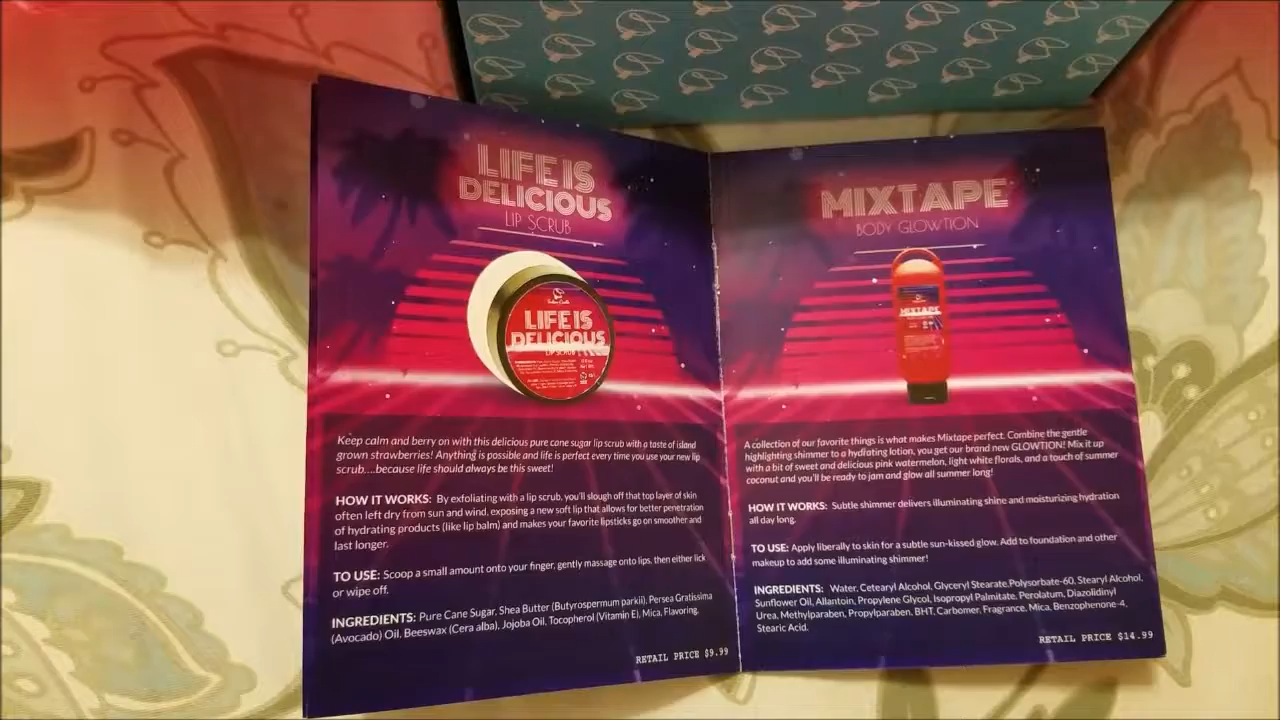 LIFE IS
DELICIOUS
LIP SCRUB
LIFE IS
DELICIOUS
LIP SCRUB
Keep calm and berry on with this delicious pure cane sugar lip scrub with a taste of island
grown strawberries! Anything is possible and life is perfect every time you use your new lip
scrub....because life should always be this sweet!
HOW IT WORKS: By exfoliating with a lip scrub, you'll slough off that top layer of skin
often left dry from sun and wind, exposing a new soft lip that allows for better penetration
of hydrating products (like lip balm) and makes your favorite lipsticks go on smoother and
last longer.
TO USE: Scoop a small amount onto your finger, gently massage onto lips, then either lick
or wipe off.
INGREDIENTS: Pure Cane Sugar, Shea Butter (Butyrospermum parkii), Persea Gratissima
(Avocado) Oil, Beeswax (Cera alba), Jojoba Oil, Tocopherol (Vitamin E), Mica, Flavoring.
RETAIL PRICE $9.99
MIXTAPE
BODY GLOWTION
MIXTAPE
A collection of our favorite things is what makes Mixtape perfect. Combine the gentle
highlighting shimmer to a hydrating lotion, you get our brand new GLOWTION! Mix it up
with a bit of sweet and delicious pink watermelon, light white florals, and a touch of summer
coconut and you'll be ready to jam and glow all summer long!
HOW IT WORKS: Subtle shimmer delivers illuminating shine and moisturizing hydration
all day long.
TO USE: Apply liberally to skin for a subtle sun-kissed glow. Add to foundation and other
makeup to add some illuminating shimmer!
INGREDIENTS: Water, Cetearyl Alcohol, Glyceryl Stearate,Polysorbate-60, Stearyl Alcohol,
Sunflower Oil, Allantoin, Propylene Glycol, Isopropyl Palmitate, Perolatum, Diazolidinyl
Urea, Methylparaben, Propylparaben, BHT, Carbomer, Fragrance, Mica, Benzophenone-4,
Stearic Acid.
RETAIL PRICE $14.99